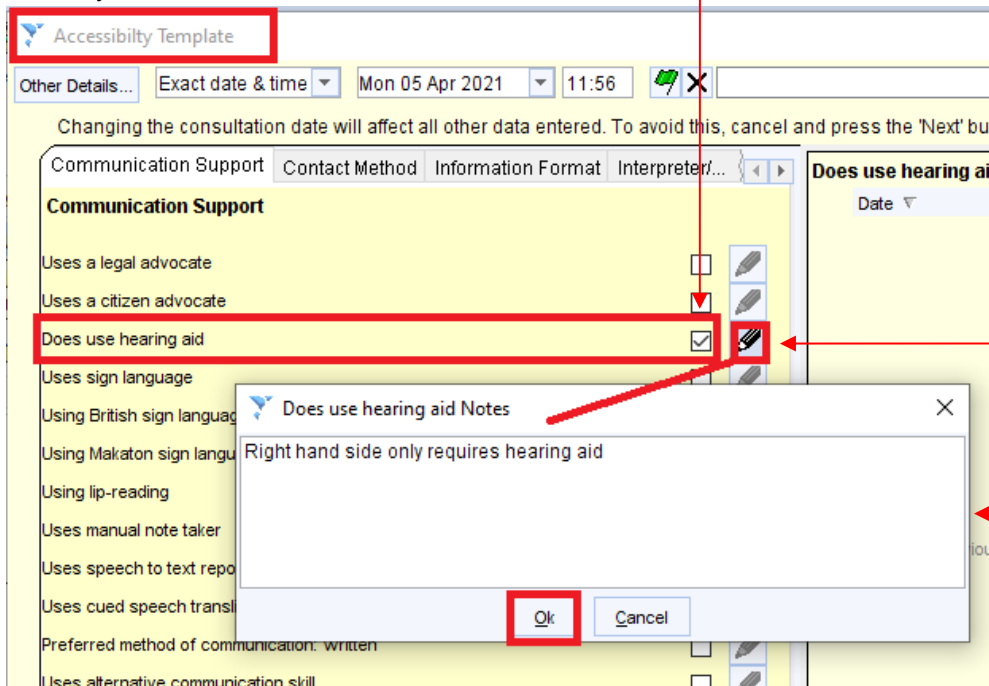 Accessibilty Template
Other Details... Exact date & time Mon 05 Apr 2021 11:56
Changing the consultation date will affect all other data entered. To avoid this, cancel and press the 'Next' bu
Communication Support Contact Method Information Format Interpreter/... Does use hearing ai
Communication Support Date
Uses a legal advocate
Uses a citizen advocate
Does use hearing aid
Uses sign language
Using British sign languag Does use hearing aid Notes
Using Makaton sign langu Right hand side only requires hearing aid
Using lip-reading
Uses manual note taker
Uses speech to text repo
Uses cued speech transli Ok Cancel
Preferred method of communication: Written
Uses alternative communication skill